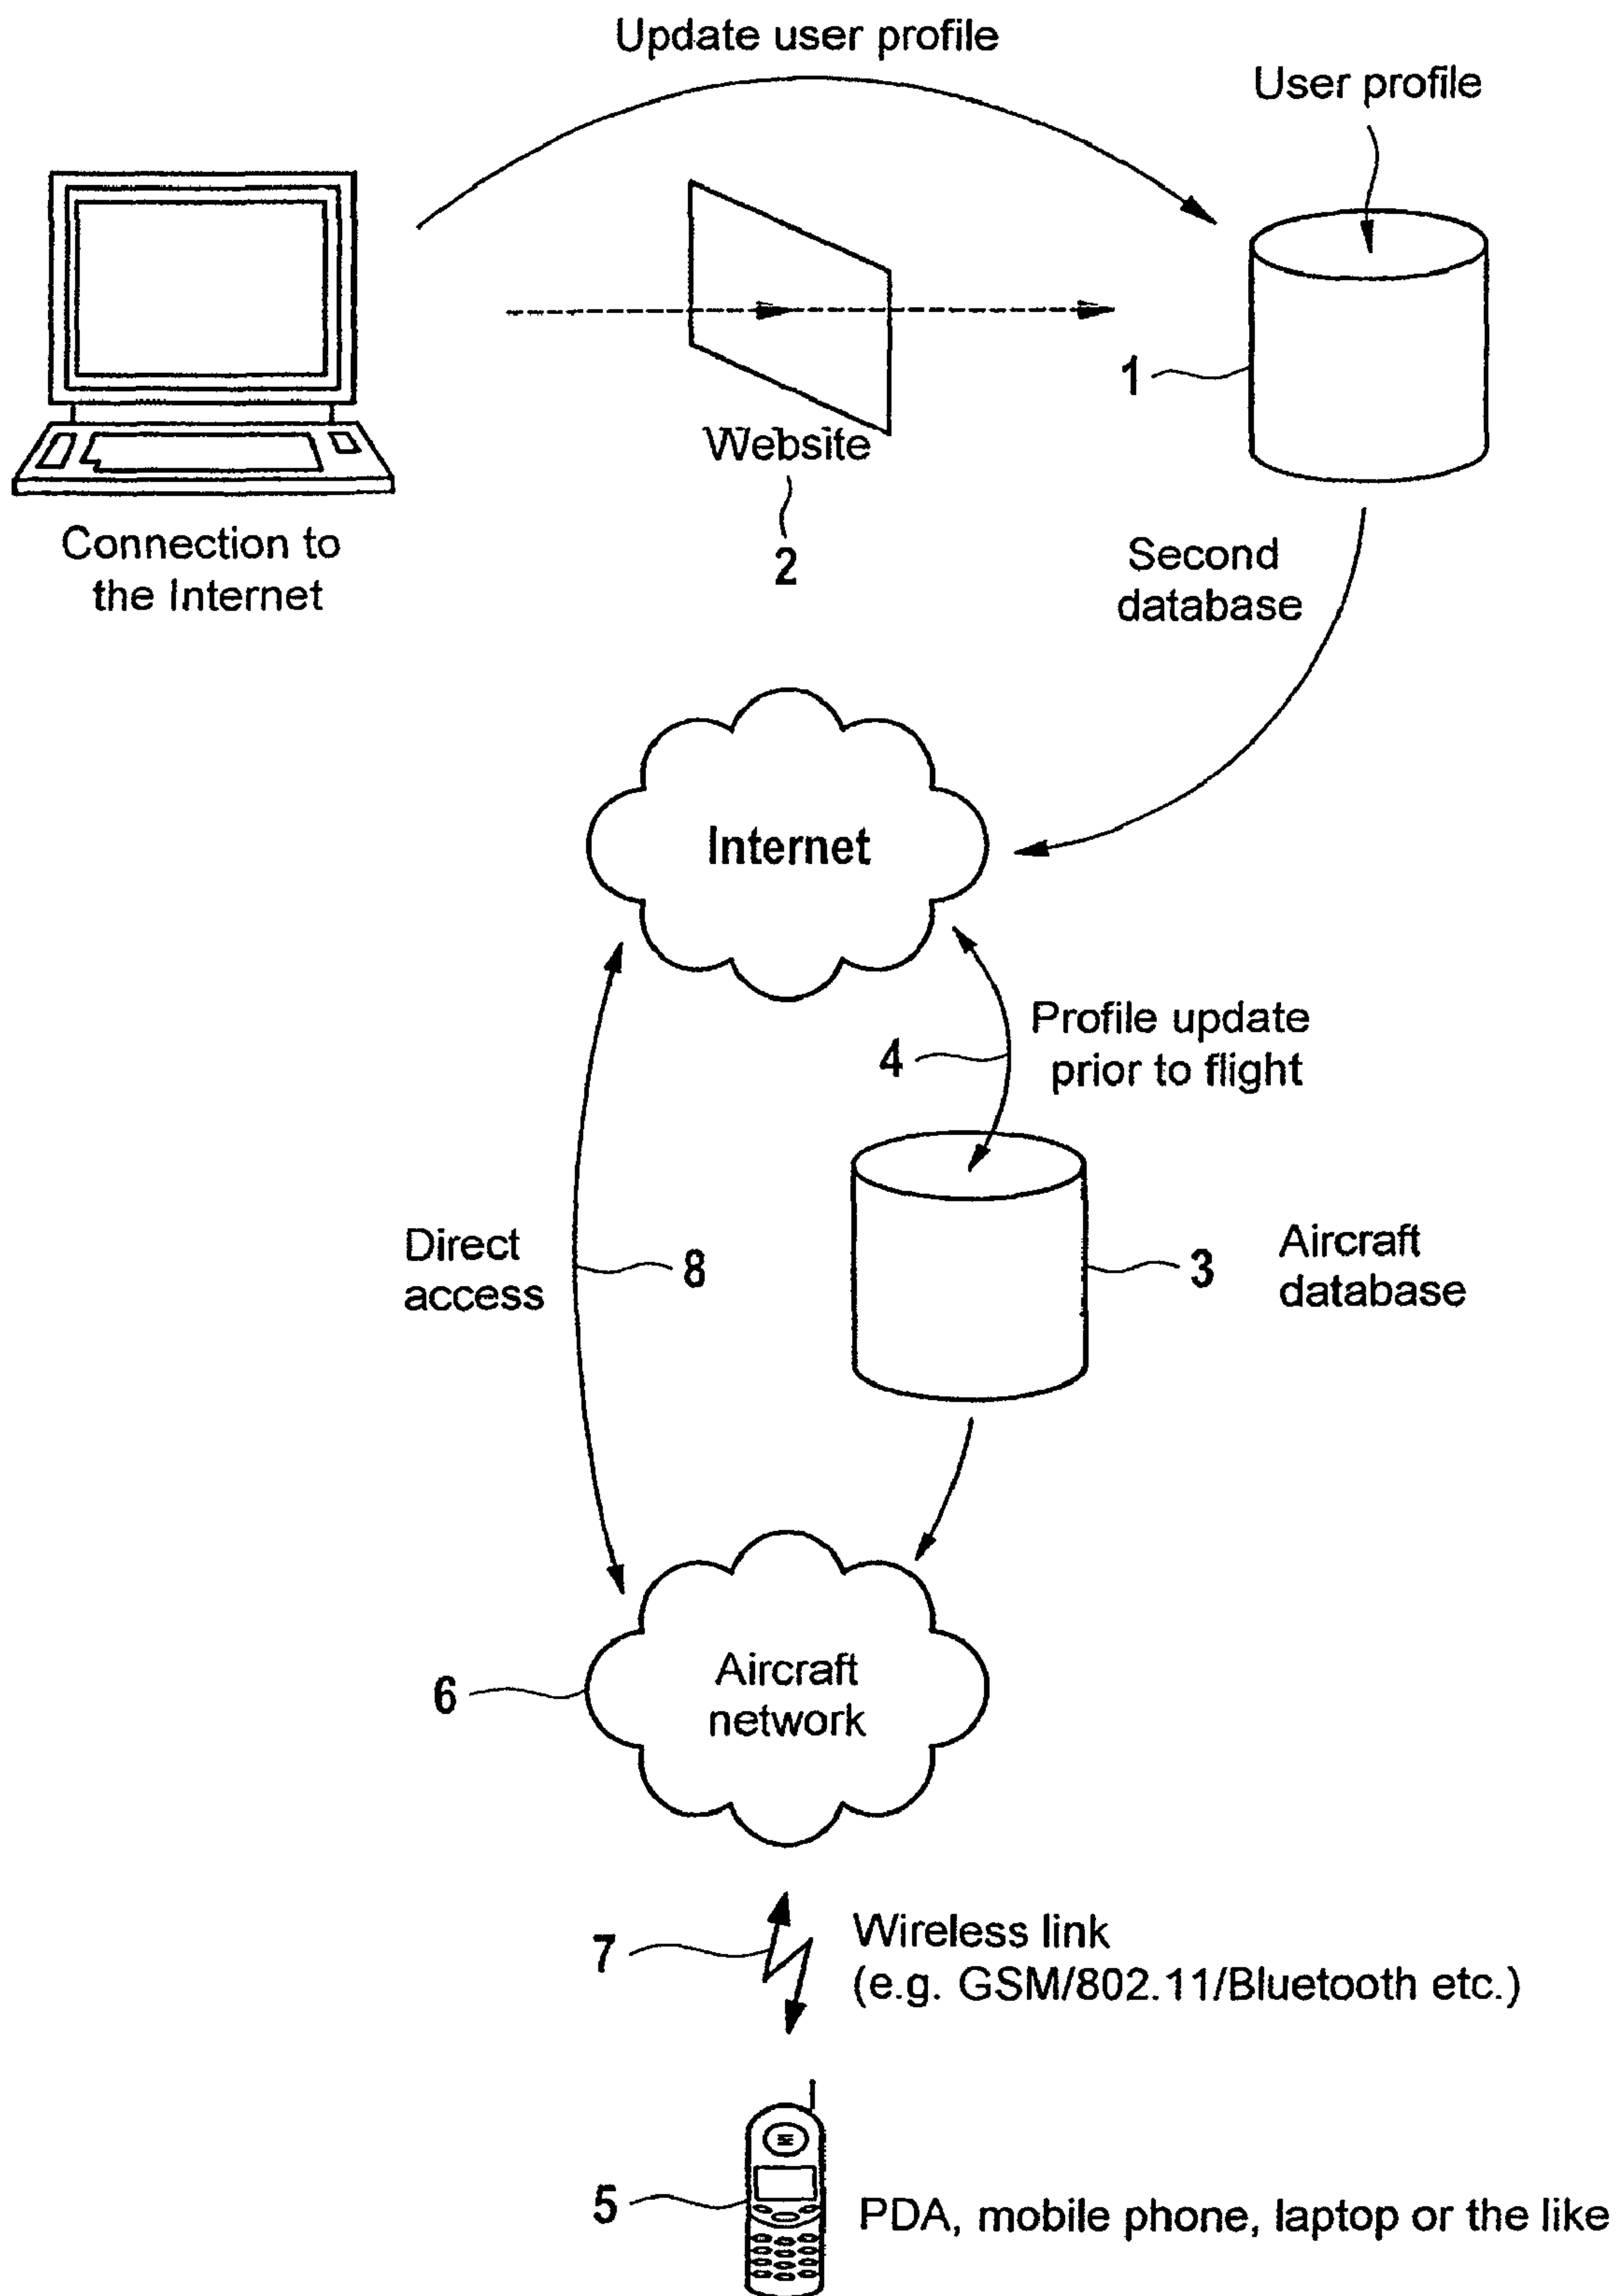 Update user profile
User profile
1
Website
2
Connection to
the Internet
Second
database
Internet
4
Profile update
prior to flight
Direct
access
8
3
Aircraft
database
6
Aircraft
network
7
Wireless link
(e.g. GSM/802.11/Bluetooth etc.)
5
PDA, mobile phone, laptop or the like